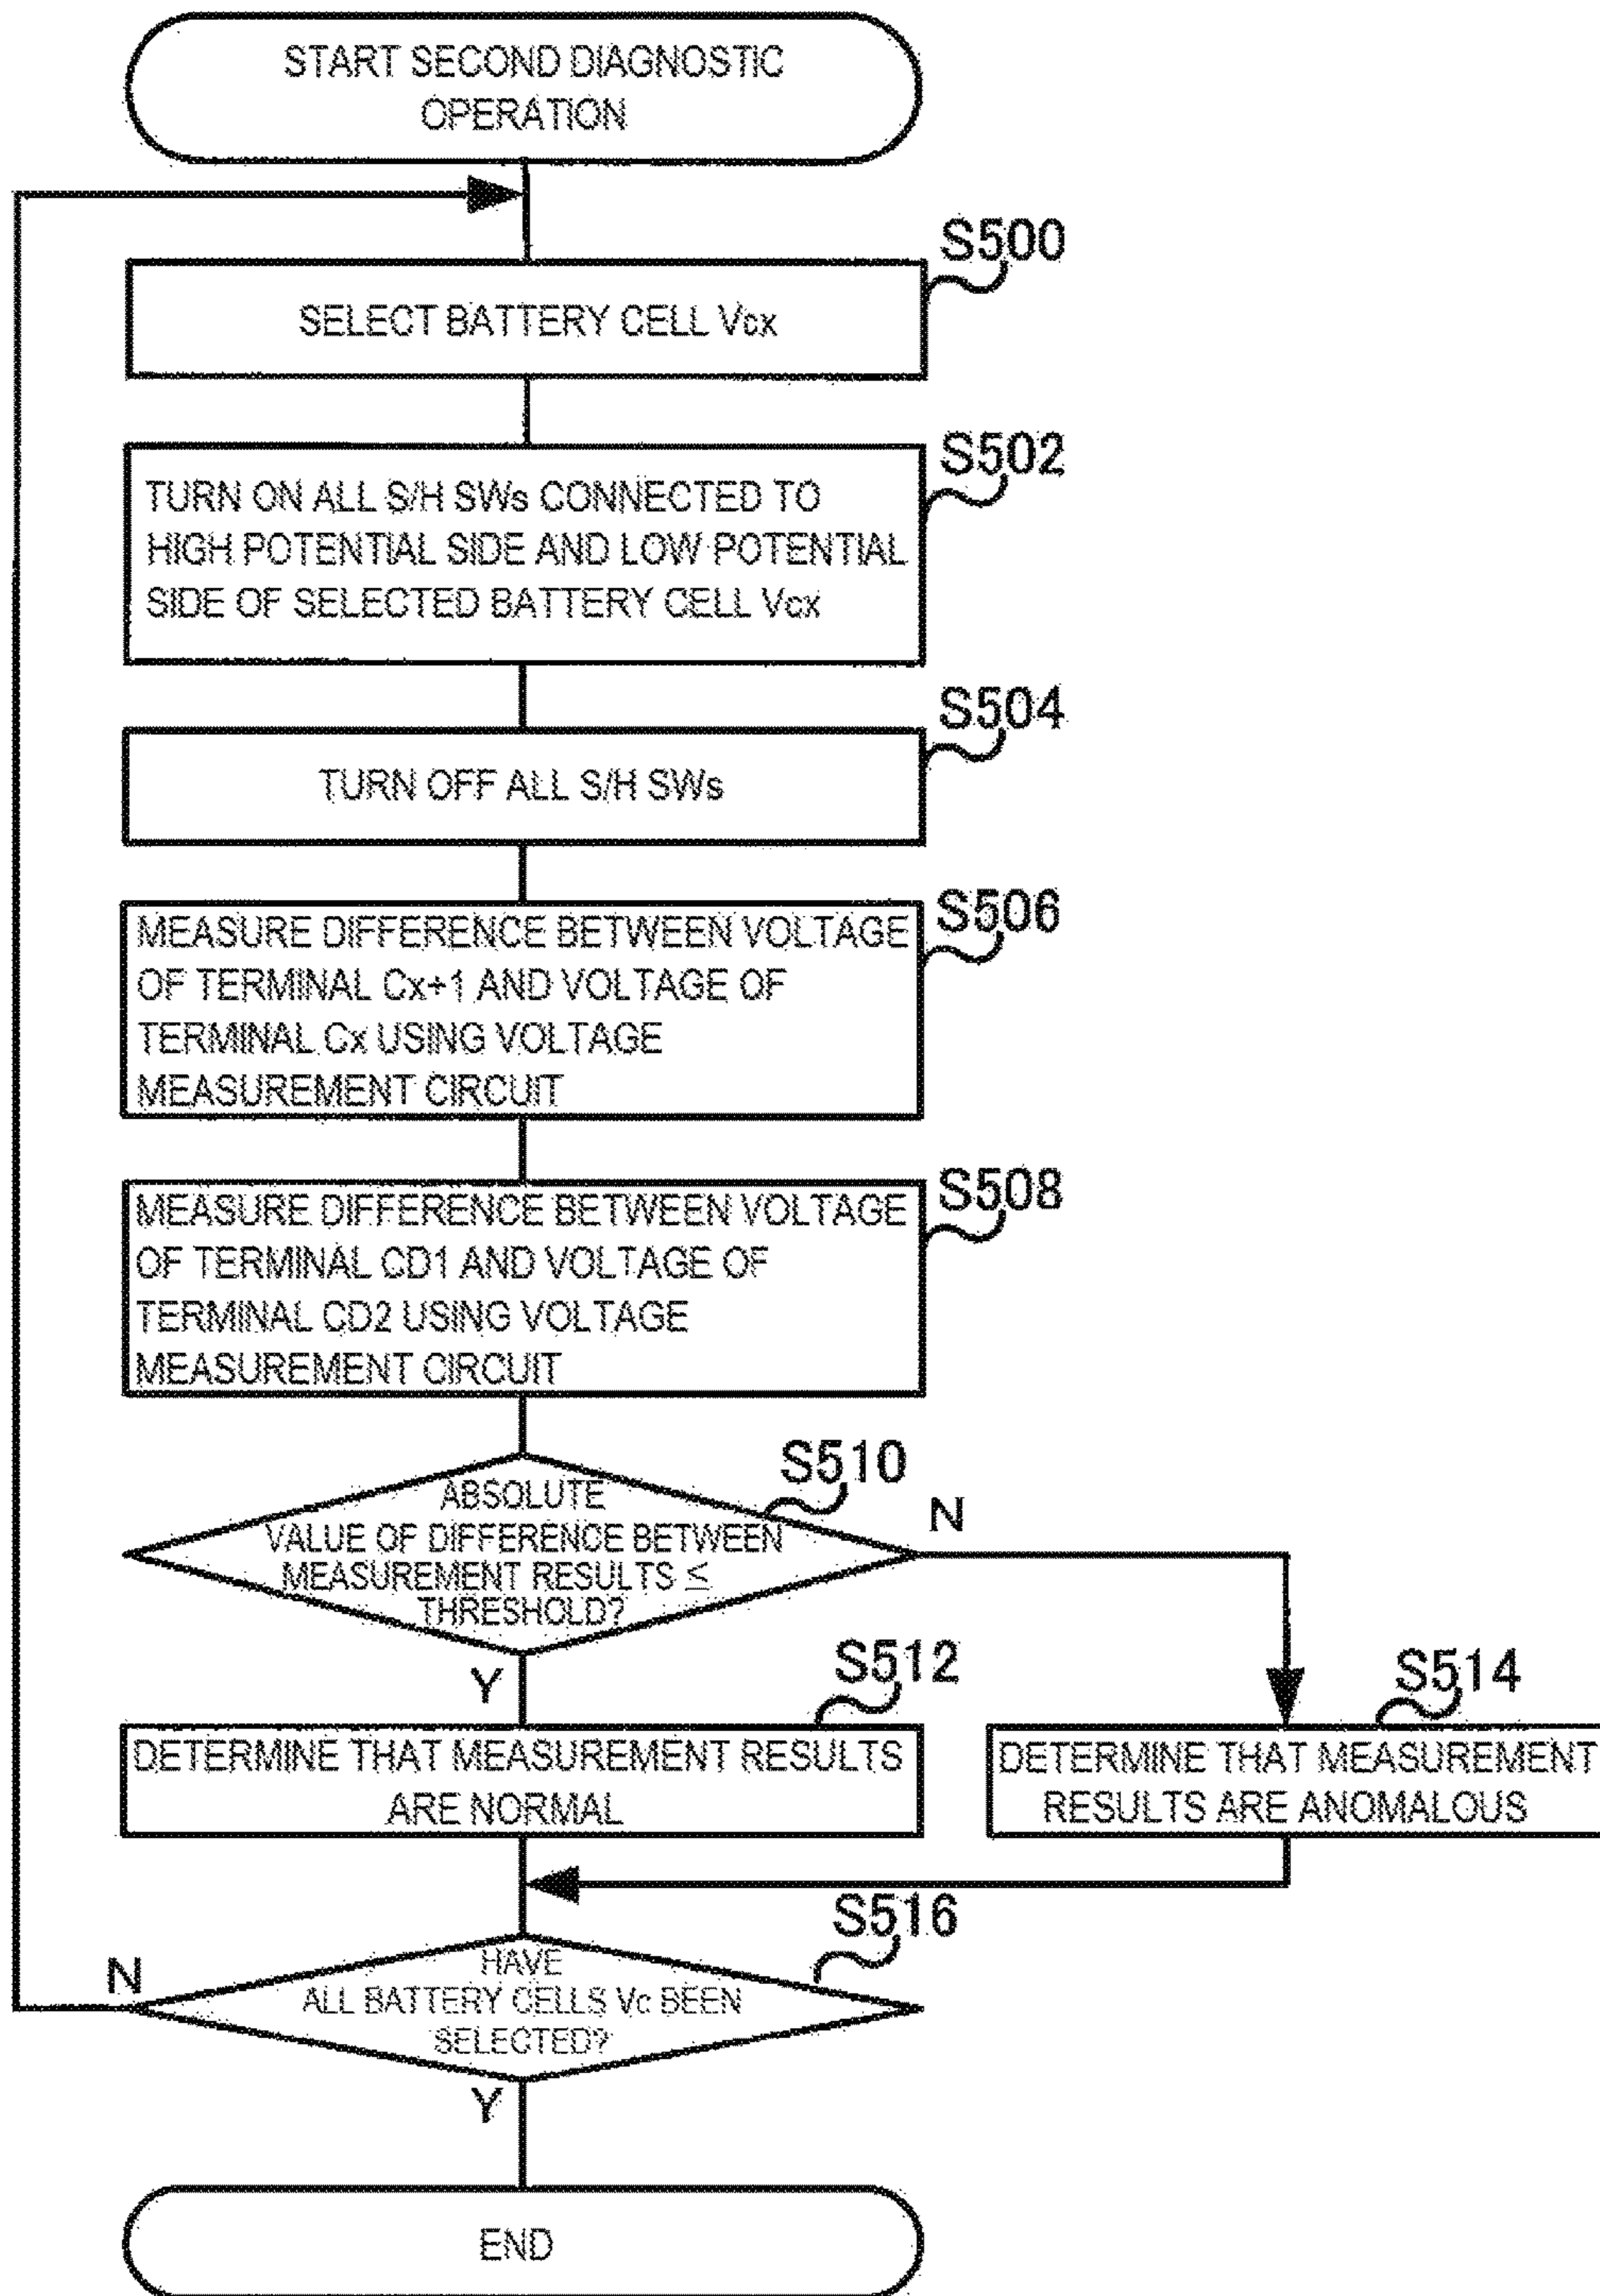 START SECOND DIAGNOSTIC
OPERATION
S500
SELECT BATTERY CELL Vcx
S502
TURN ON ALL S/H SWs CONNECTED TO
HIGH POTENTIAL SIDE AND LOW POTENTIAL
SIDE OF SELECTED BATTERY CELL Vcx
S504
TURN OFF ALL S/H SWs
S506
MEASURE DIFFERENCE BETWEEN VOLTAGE
OF TERMINAL Cx+1 AND VOLTAGE OF
TERMINAL Cx USING VOLTAGE
MEASUREMENT CIRCUIT
S508
MEASURE DIFFERENCE BETWEEN VOLTAGE
OF TERMINAL CD1 AND VOLTAGE OF
TERMINAL CD2 USING VOLTAGE
MEASUREMENT CIRCUIT
S510
ABSOLUTE
VALUE OF DIFFERENCE BETWEEN
MEASUREMENT RESULTS ≤
THRESHOLD?
N
Y
S512
DETERMINE THAT MEASUREMENT RESULTS
ARE NORMAL
S514
DETERMINE THAT MEASUREMENT
RESULTS ARE ANOMALOUS
S516
HAVE
ALL BATTERY CELLS Vc BEEN
SELECTED?
N
Y
END